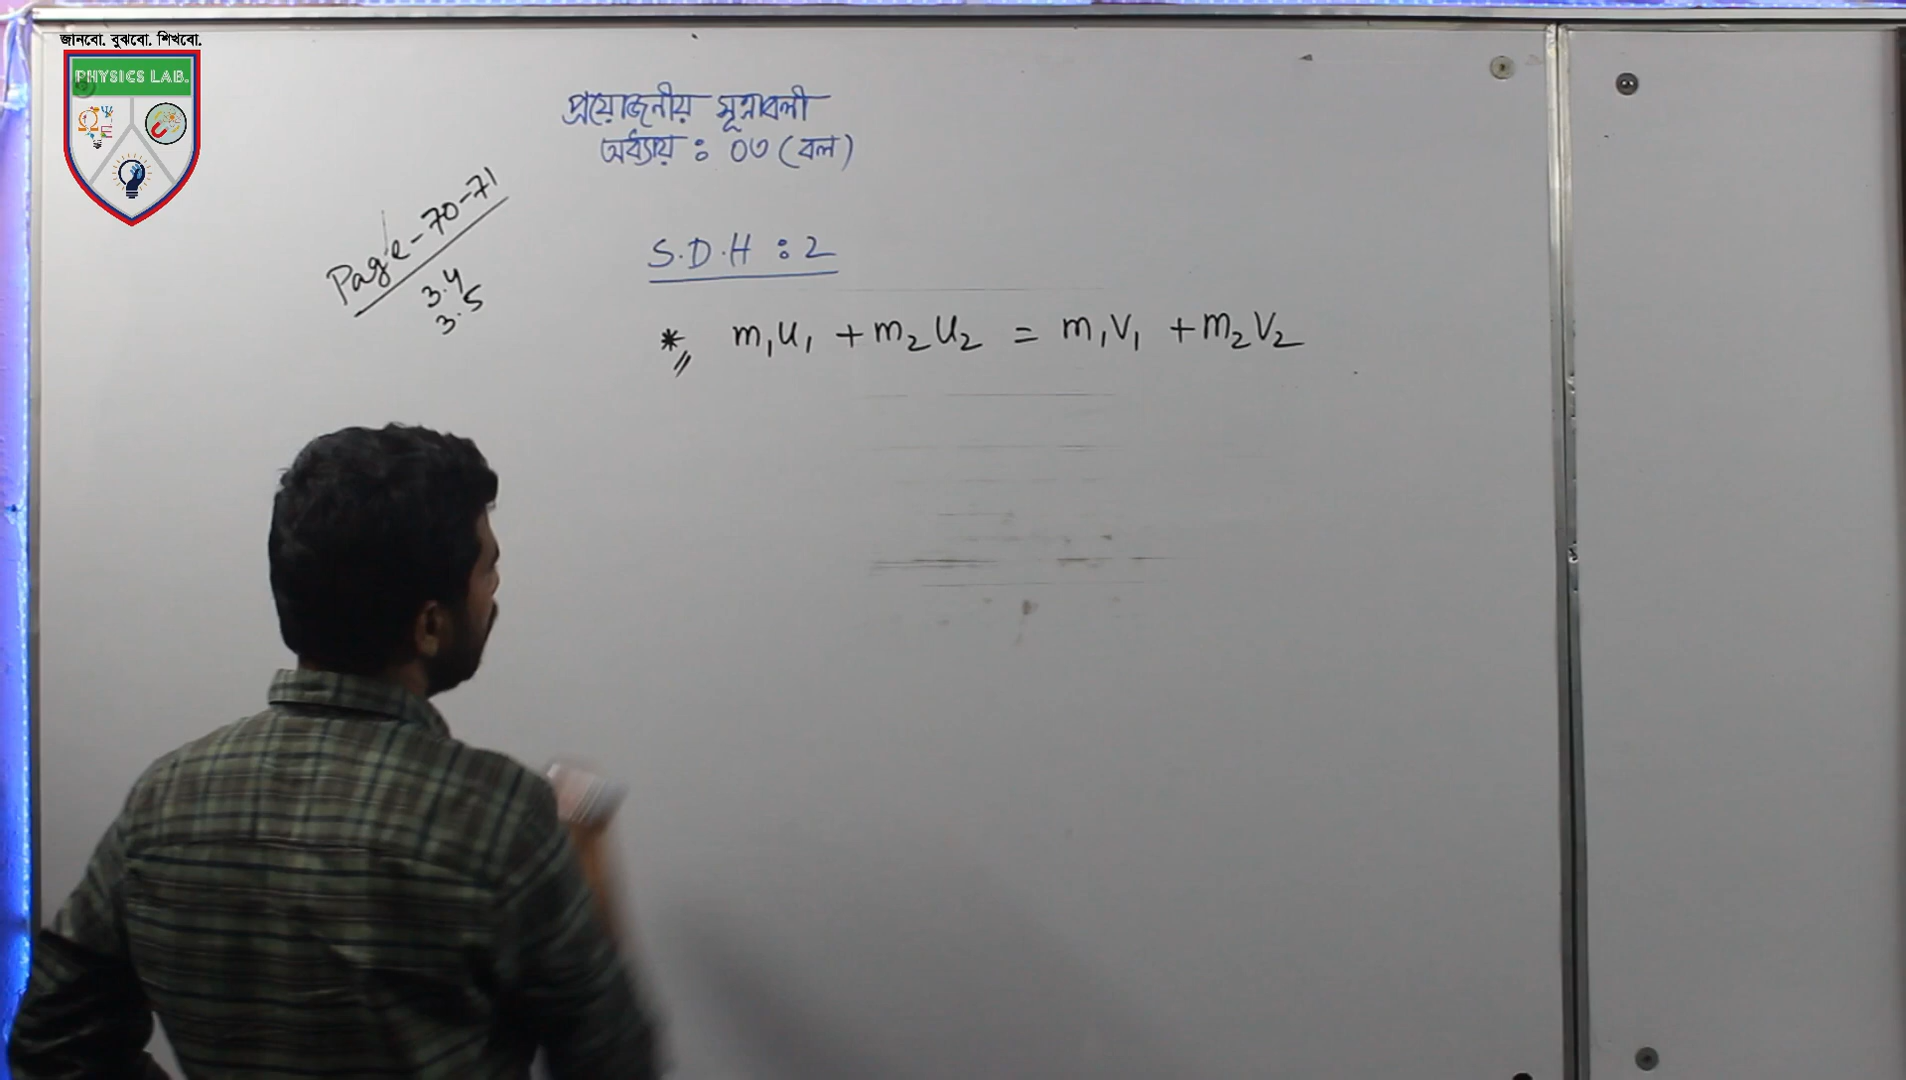 জানবো. বুঝবো. শিখবো.
PHYSICS LAB.
প্রয়োজনীয় সূত্রাবলী
অধ্যায় : ০৩ (বল)
Page - 70-71
3.4
3.5
S.D.H : 2
* m₁u₁ + m₂u₂ = m₁v₁ + m₂v₂